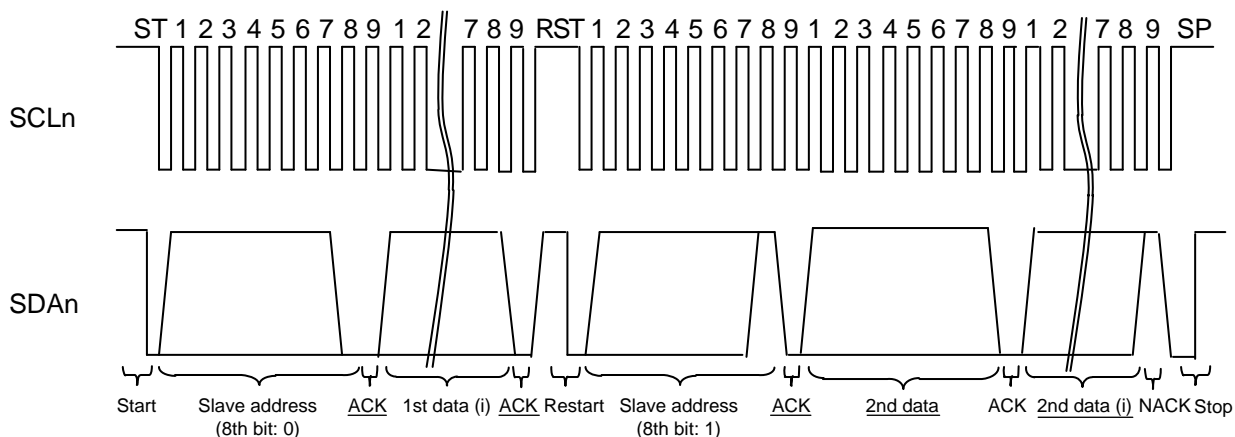 ST 1 2 3 4 5 6 7 8 9 1 2 7 8 9 RST 1 2 3 4 5 6 7 8 9 1 2 3 4 5 6 7 8 9 1 2 7 8 9 SP
SCLn
SDAn
Start Slave address ACK 1st data (i) ACK Restart Slave address ACK 2nd data ACK 2nd data (i) NACK Stop
(8th bit: 0) (8th bit: 1)